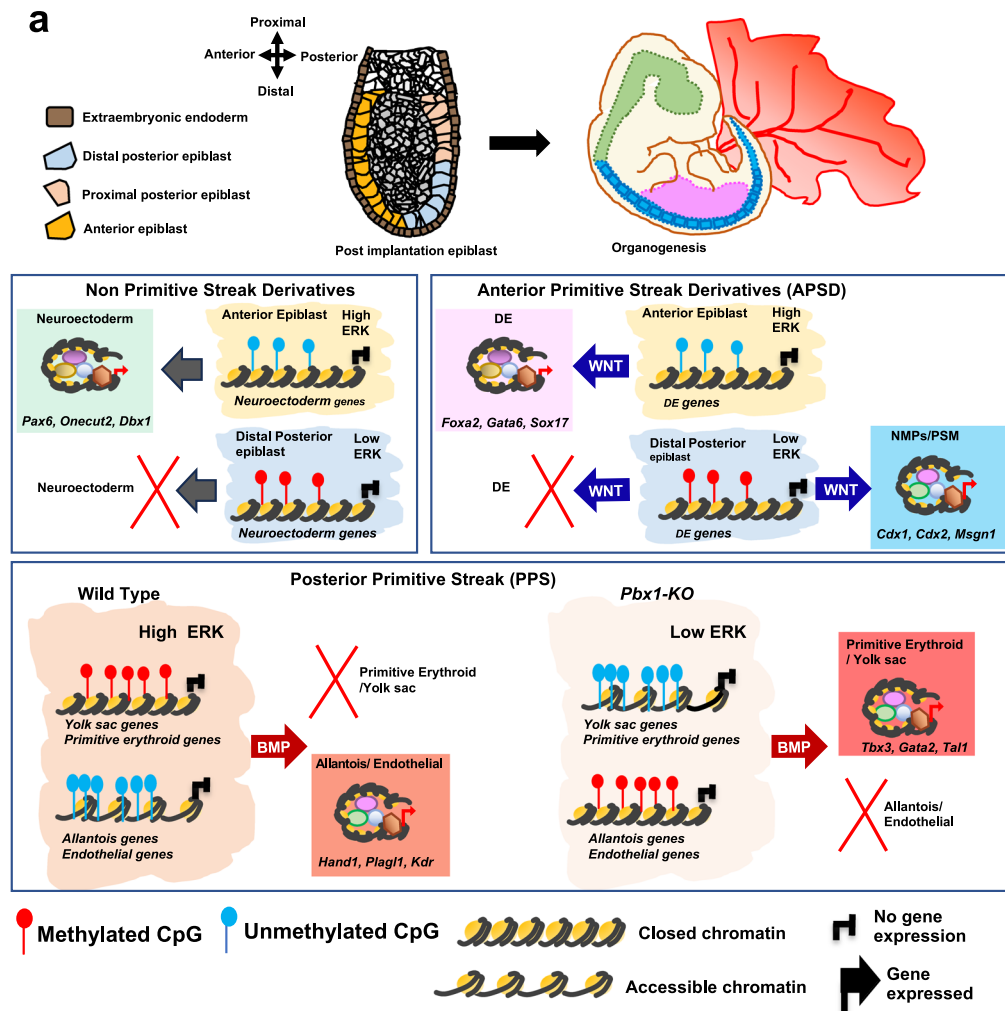 a
Proximal
Anterior
Posterior
Distal
Extraembryonic endoderm
Distal posterior epiblast
Proximal posterior epiblast
Anterior epiblast
Post implantation epiblast
Organogenesis
Non Primitive Streak Derivatives
Neuroectoderm
Pax6, Onecut2, Dbx1
Anterior Epiblast
High
ERK
Neuroectoderm genes
Neuroectoderm
Distal Posterior
epiblast
Low
ERK
Neuroectoderm genes
Anterior Primitive Streak Derivatives (APSD)
DE
Foxa2, Gata6, Sox17
WNT
Anterior Epiblast
High
ERK
DE genes
DE
WNT
Distal Posterior
epiblast
Low
ERK
DE genes
WNT
NMPs/PSM
Cdx1, Cdx2, Msgn1
Posterior Primitive Streak (PPS)
Wild Type
High ERK
Yolk sac genes
Primitive erythroid genes
Allantois genes
Endothelial genes
BMP
Primitive Erythroid
/Yolk sac
Allantois/ Endothelial
Hand1, Plagl1, Kdr
Pbx1-KO
Low ERK
Yolk sac genes
Primitive erythroid genes
Allantois genes
Endothelial genes
BMP
Primitive Erythroid
/ Yolk sac
Tbx3, Gata2, Tal1
Allantois/
Endothelial
Methylated CpG
Unmethylated CpG
Closed chromatin
Accessible chromatin
No gene
expression
Gene
expressed